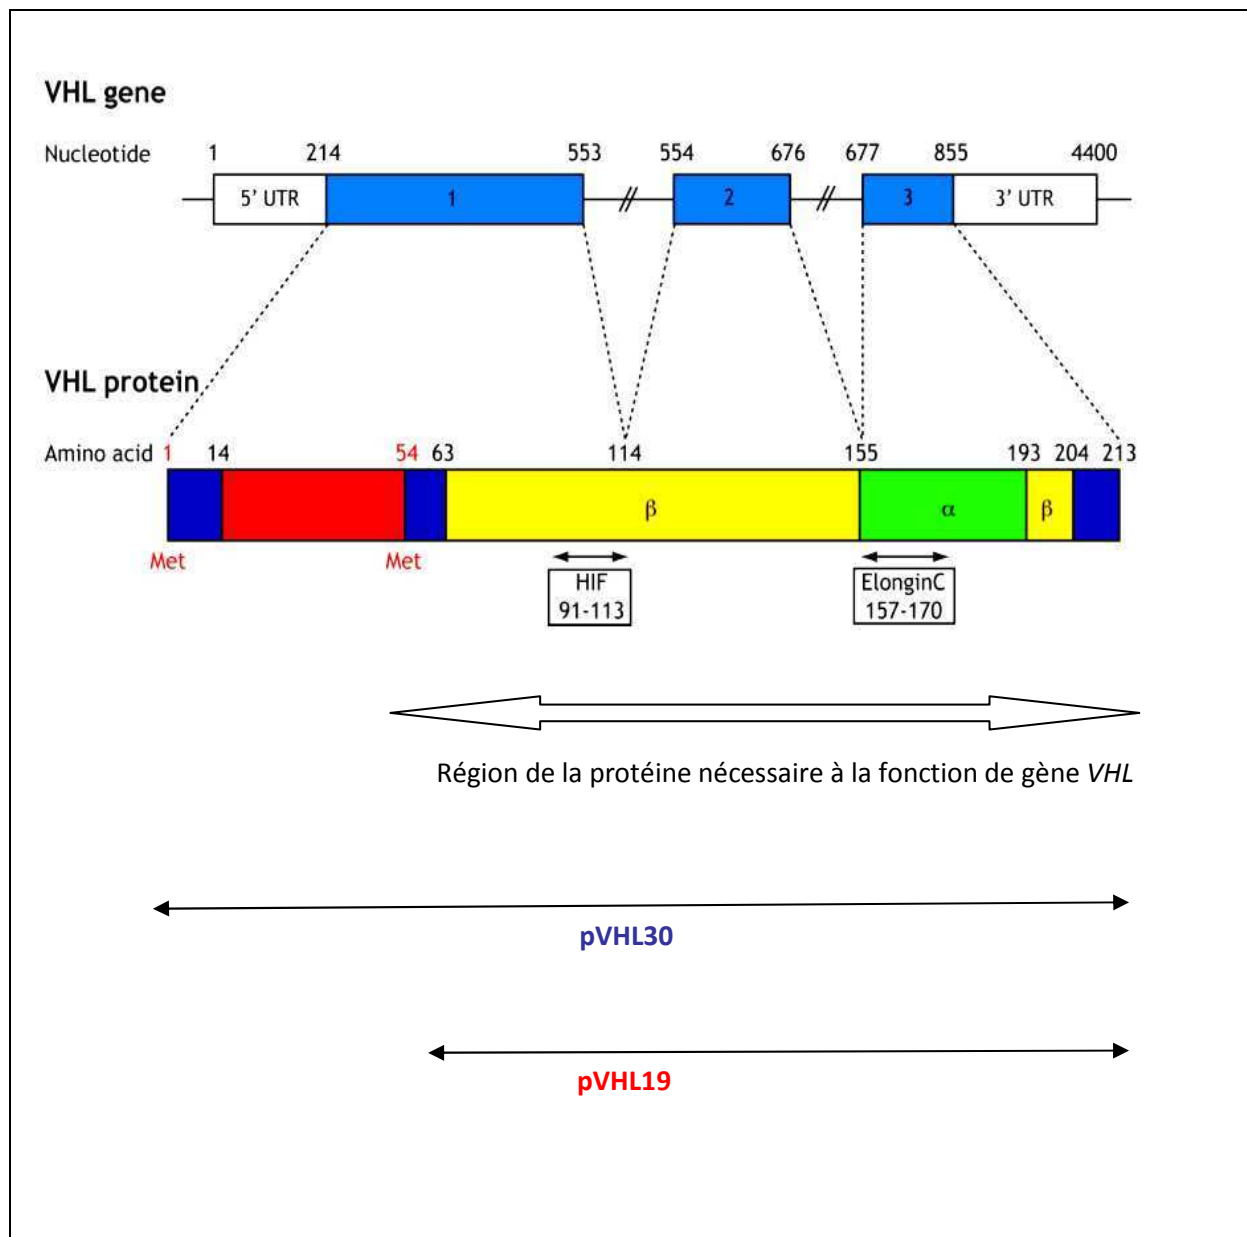 VHL gene
Nucleotide 1 214 553 554 676 677 855 4400
5' UTR 1 2 3 3' UTR
VHL protein
Amino acid 1 14 54 63 114 155 193 204 213
β α β
Met Met
HIF ElonginC
91-113 157-170
Région de la protéine nécessaire à la fonction de gène VHL
pVHL30
pVHL19